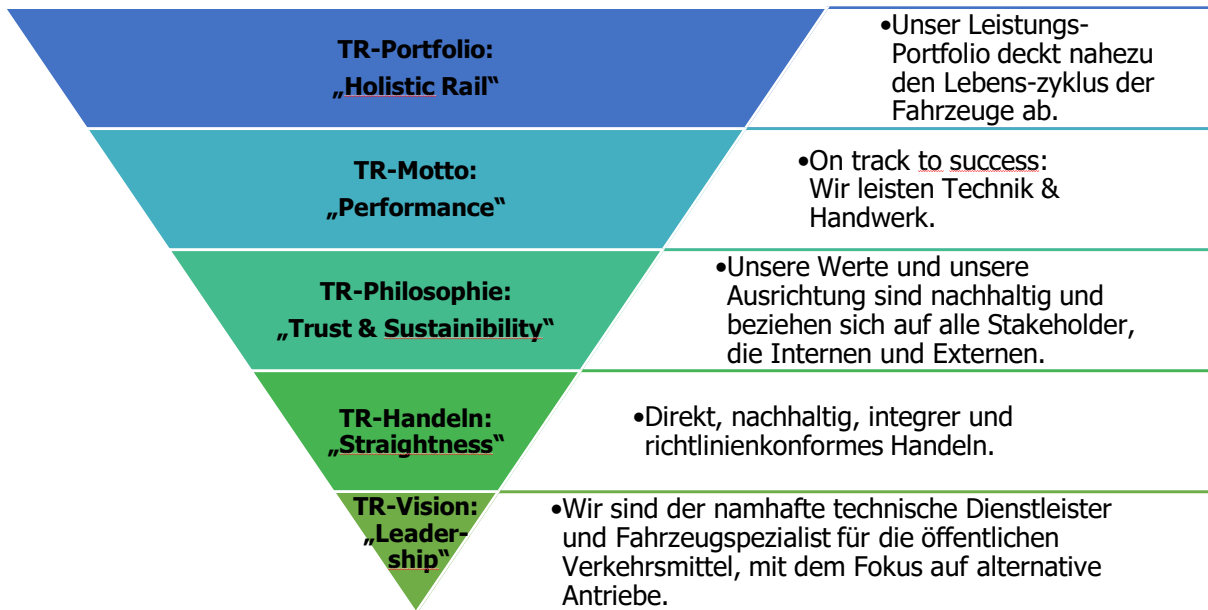 TR-Portfolio:
„Holistic Rail“
•Unser Leistungs-
Portfolio deckt nahezu
den Lebens-zyklus der
Fahrzeuge ab.
TR-Motto:
„Performance“
•On track to success:
Wir leisten Technik &
Handwerk.
TR-Philosophie:
„Trust & Sustainibility“
•Unsere Werte und unsere
Ausrichtung sind nachhaltig und
beziehen sich auf alle Stakeholder,
die Internen und Externen.
TR-Handeln:
„Straightness“
•Direkt, nachhaltig, integrer und
richtlinienkonformes Handeln.
TR-Vision:
„Leader-
ship“
•Wir sind der namhafte technische Dienstleister
und Fahrzeugspezialist für die öffentlichen
Verkehrsmittel, mit dem Fokus auf alternative
Antriebe.